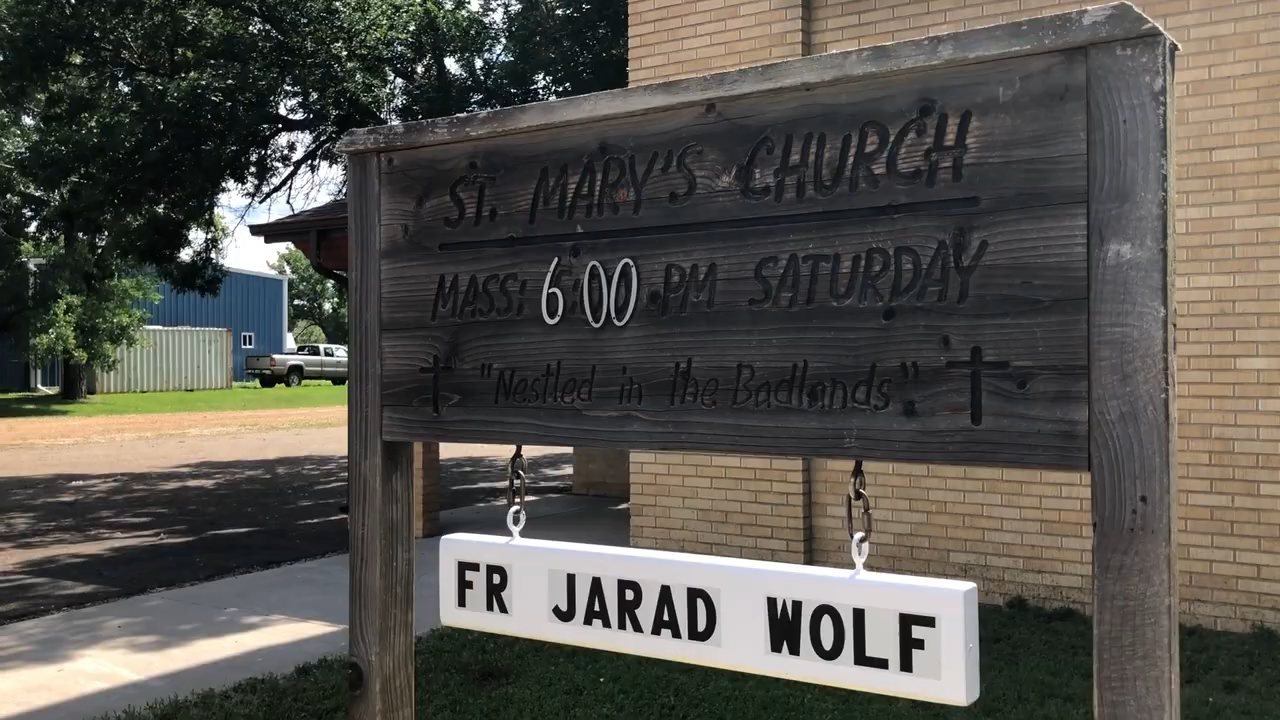 ST. MARY'S CHURCH
MASS: 6:00 PM SATURDAY
"Nestled in the Badlands"
FR JARAD WOLF